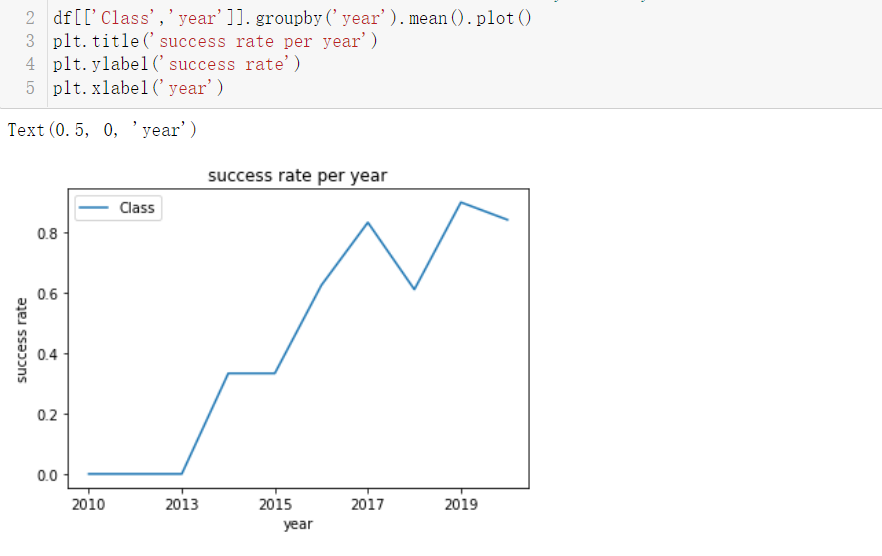 2 df[['Class','year']].groupby('year').mean().plot()
3 plt.title('success rate per year')
4 plt.ylabel('success rate')
5 plt.xlabel('year')
Text(0.5, 0, 'year')
success rate per year
Class
0.8
0.6
0.4
0.2
0.0
success rate
2010 2013 2015 2017 2019
year